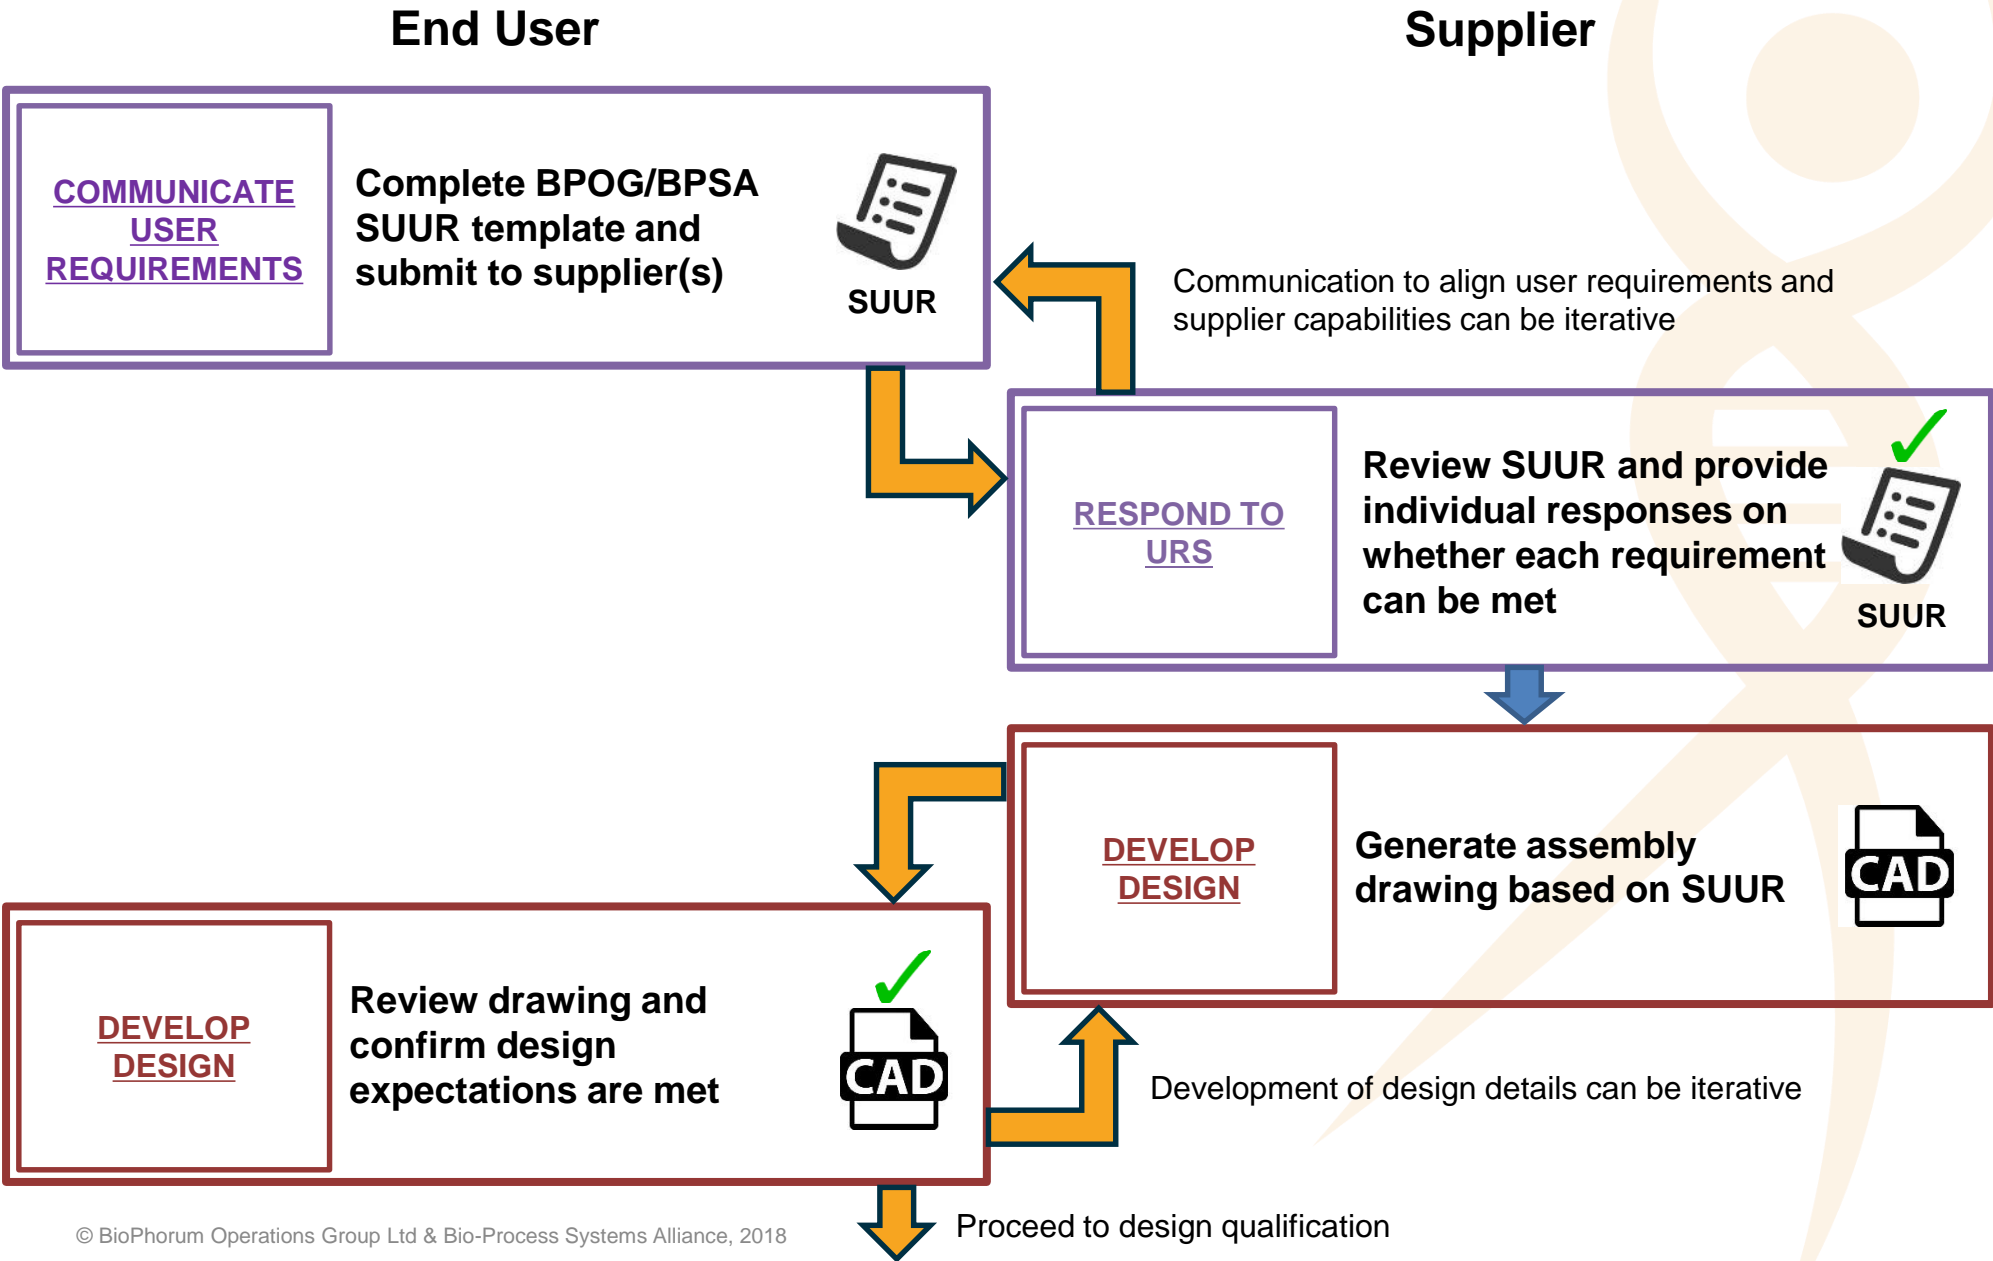 End User
Supplier
COMMUNICATE
USER
REQUIREMENTS
Complete BPOG/BPSA
SUUR template and
submit to supplier(s)
SUUR
Communication to align user requirements and
supplier capabilities can be iterative
RESPOND TO
URS
Review SUUR and provide
individual responses on
whether each requirement
can be met
SUUR
DEVELOP
DESIGN
Generate assembly
drawing based on SUUR
CAD
DEVELOP
DESIGN
Review drawing and
confirm design
expectations are met
CAD
Development of design details can be iterative
Proceed to design qualification
© BioPhorum Operations Group Ltd & Bio-Process Systems Alliance, 2018